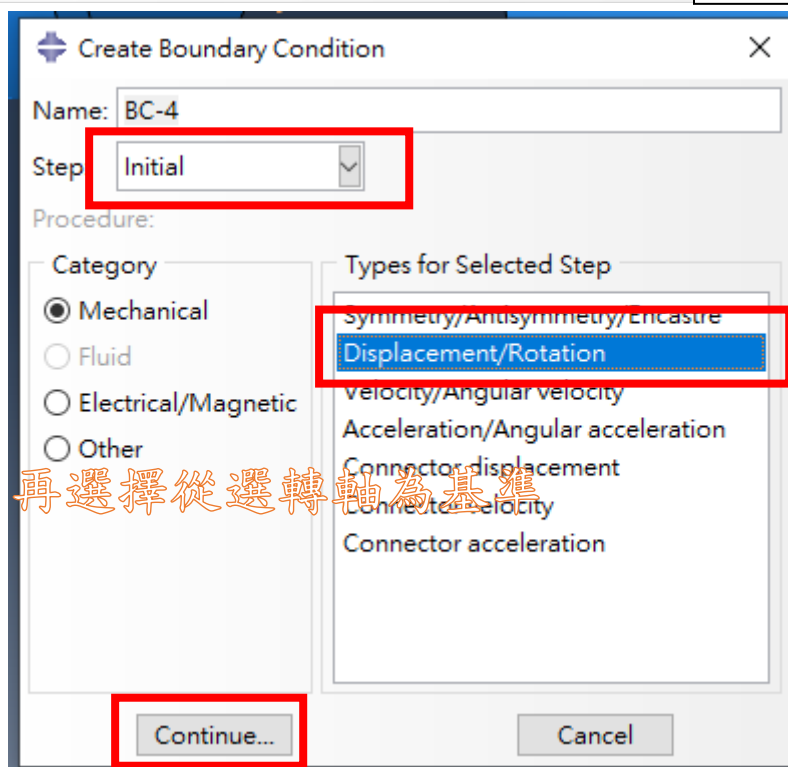 Create Boundary Condition
Name: BC-4
Step Initial
Procedure:
Category
Mechanical
Fluid
Electrical/Magnetic
Other
Types for Selected Step
Symmetry/Antisymmetry/Encastre
Displacement/Rotation
Velocity/Angular velocity
Acceleration/Angular acceleration
Connector displacement
Connector velocity
Connector acceleration
再選擇從選轉軸為基準
Continue... Cancel